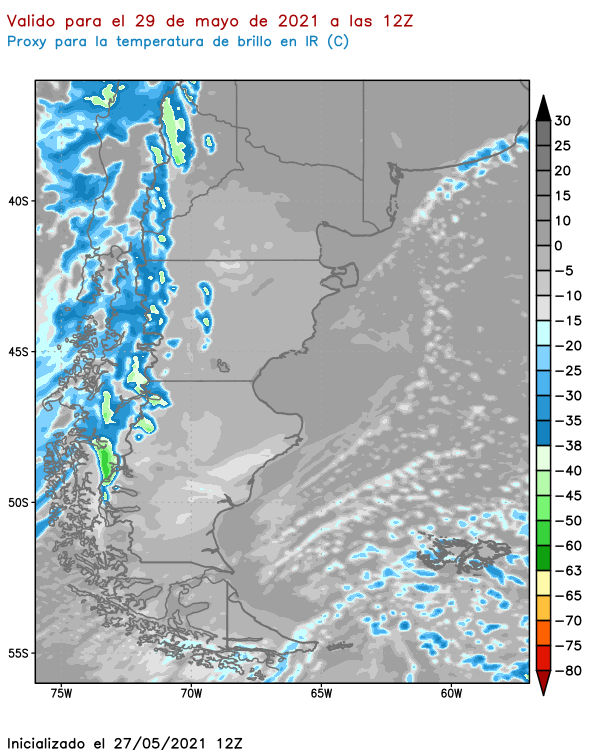 Valido para el 29 de mayo de 2021 a las 12Z
Proxy para la temperatura de brillo en IR (C)
40S
45S
50S
55S
75W
70W
65W
60W
30
25
20
15
10
0
−5
−10
−15
−20
−25
−30
−35
−38
−40
−45
−50
−60
−63
−65
−70
−75
−80
Inicializado el 27/05/2021 12Z